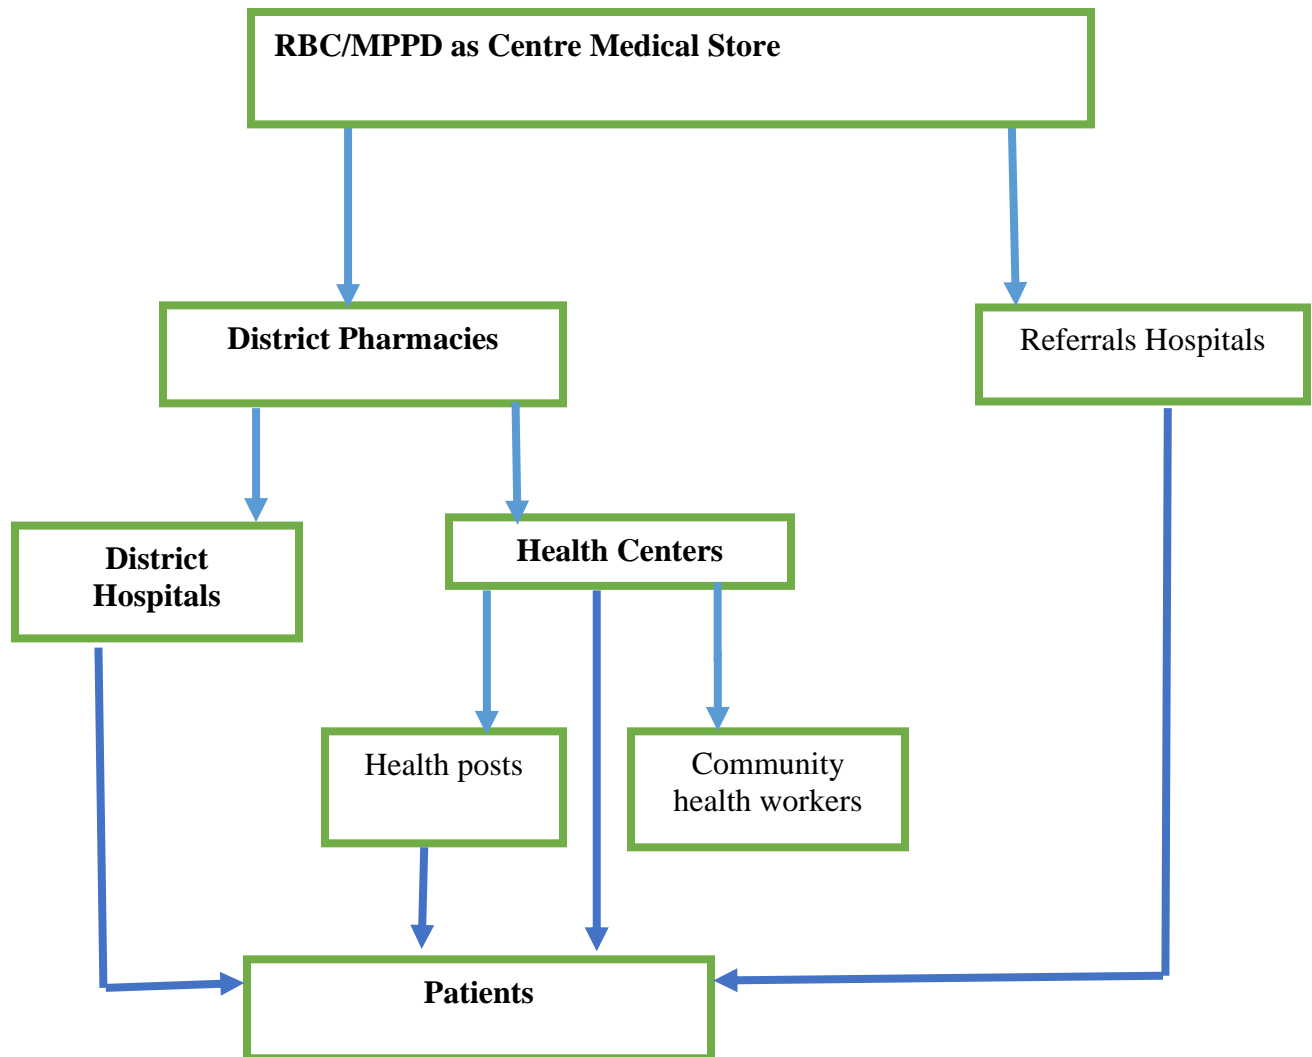 RBC/MPPD as Centre Medical Store
District Pharmacies
Referrals Hospitals
District
Hospitals
Health Centers
Health posts
Community
health workers
Patients